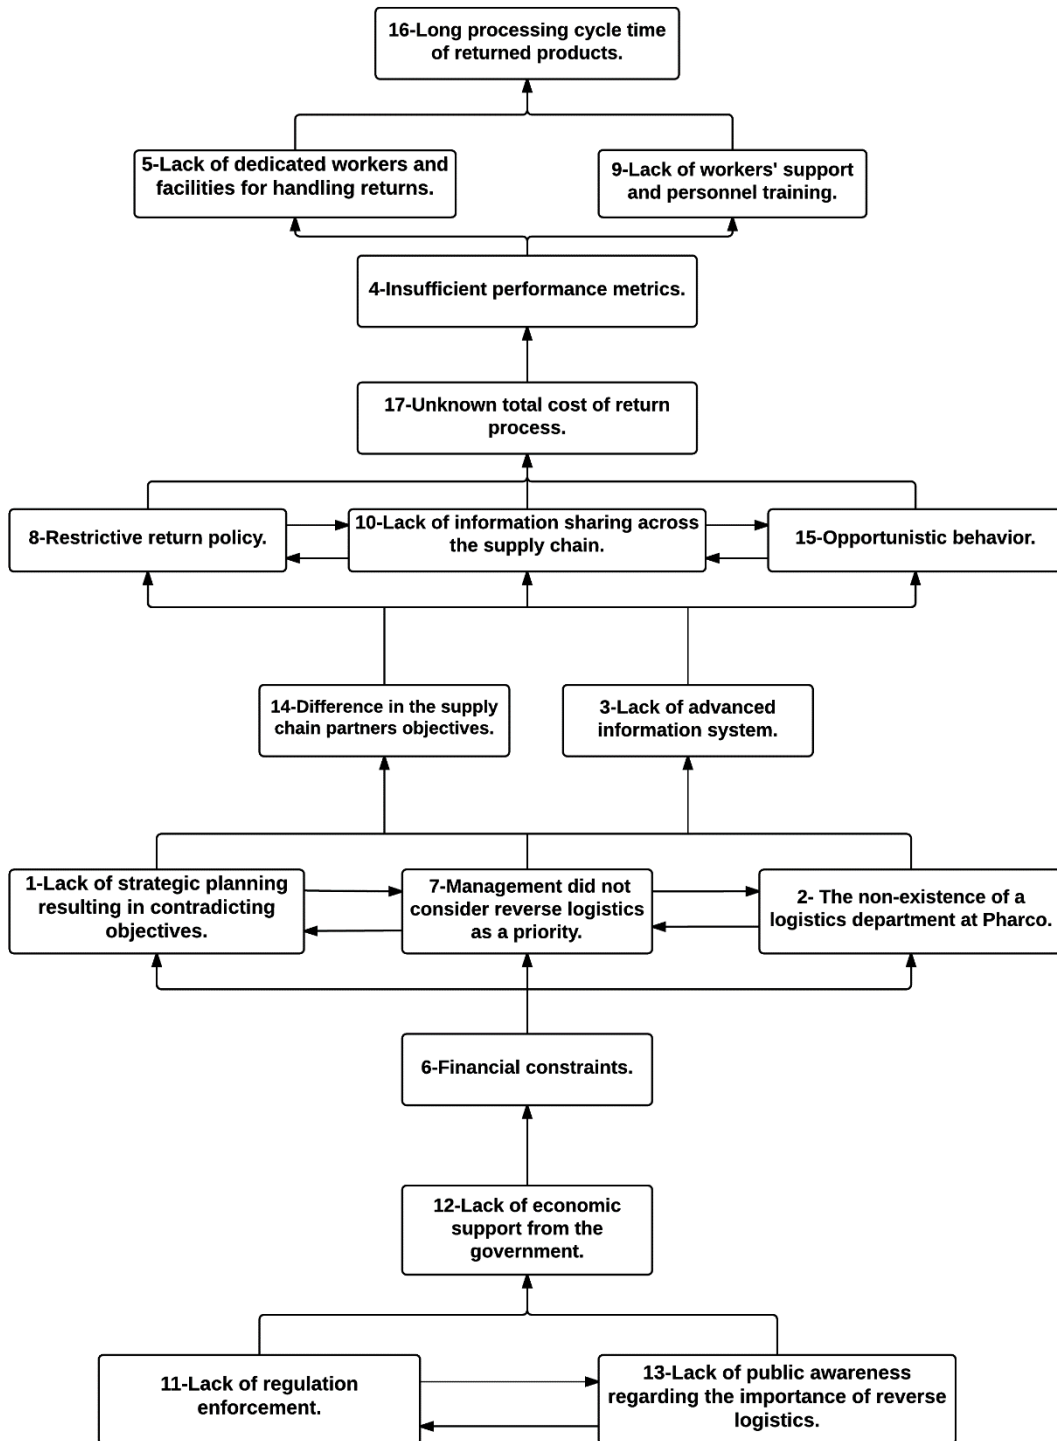 16-Long processing cycle time
of returned products.
5-Lack of dedicated workers and
facilities for handling returns.
9-Lack of workers' support
and personnel training.
4-Insufficient performance metrics.
17-Unknown total cost of return
process.
8-Restrictive return policy.
10-Lack of information sharing across
the supply chain.
15-Opportunistic behavior.
14-Difference in the supply
chain partners objectives.
3-Lack of advanced
information system.
1-Lack of strategic planning
resulting in contradicting
objectives.
7-Management did not
consider reverse logistics
as a priority.
2- The non-existence of a
logistics department at Pharco.
6-Financial constraints.
12-Lack of economic
support from the
government.
11-Lack of regulation
enforcement.
13-Lack of public awareness
regarding the importance of reverse
logistics.